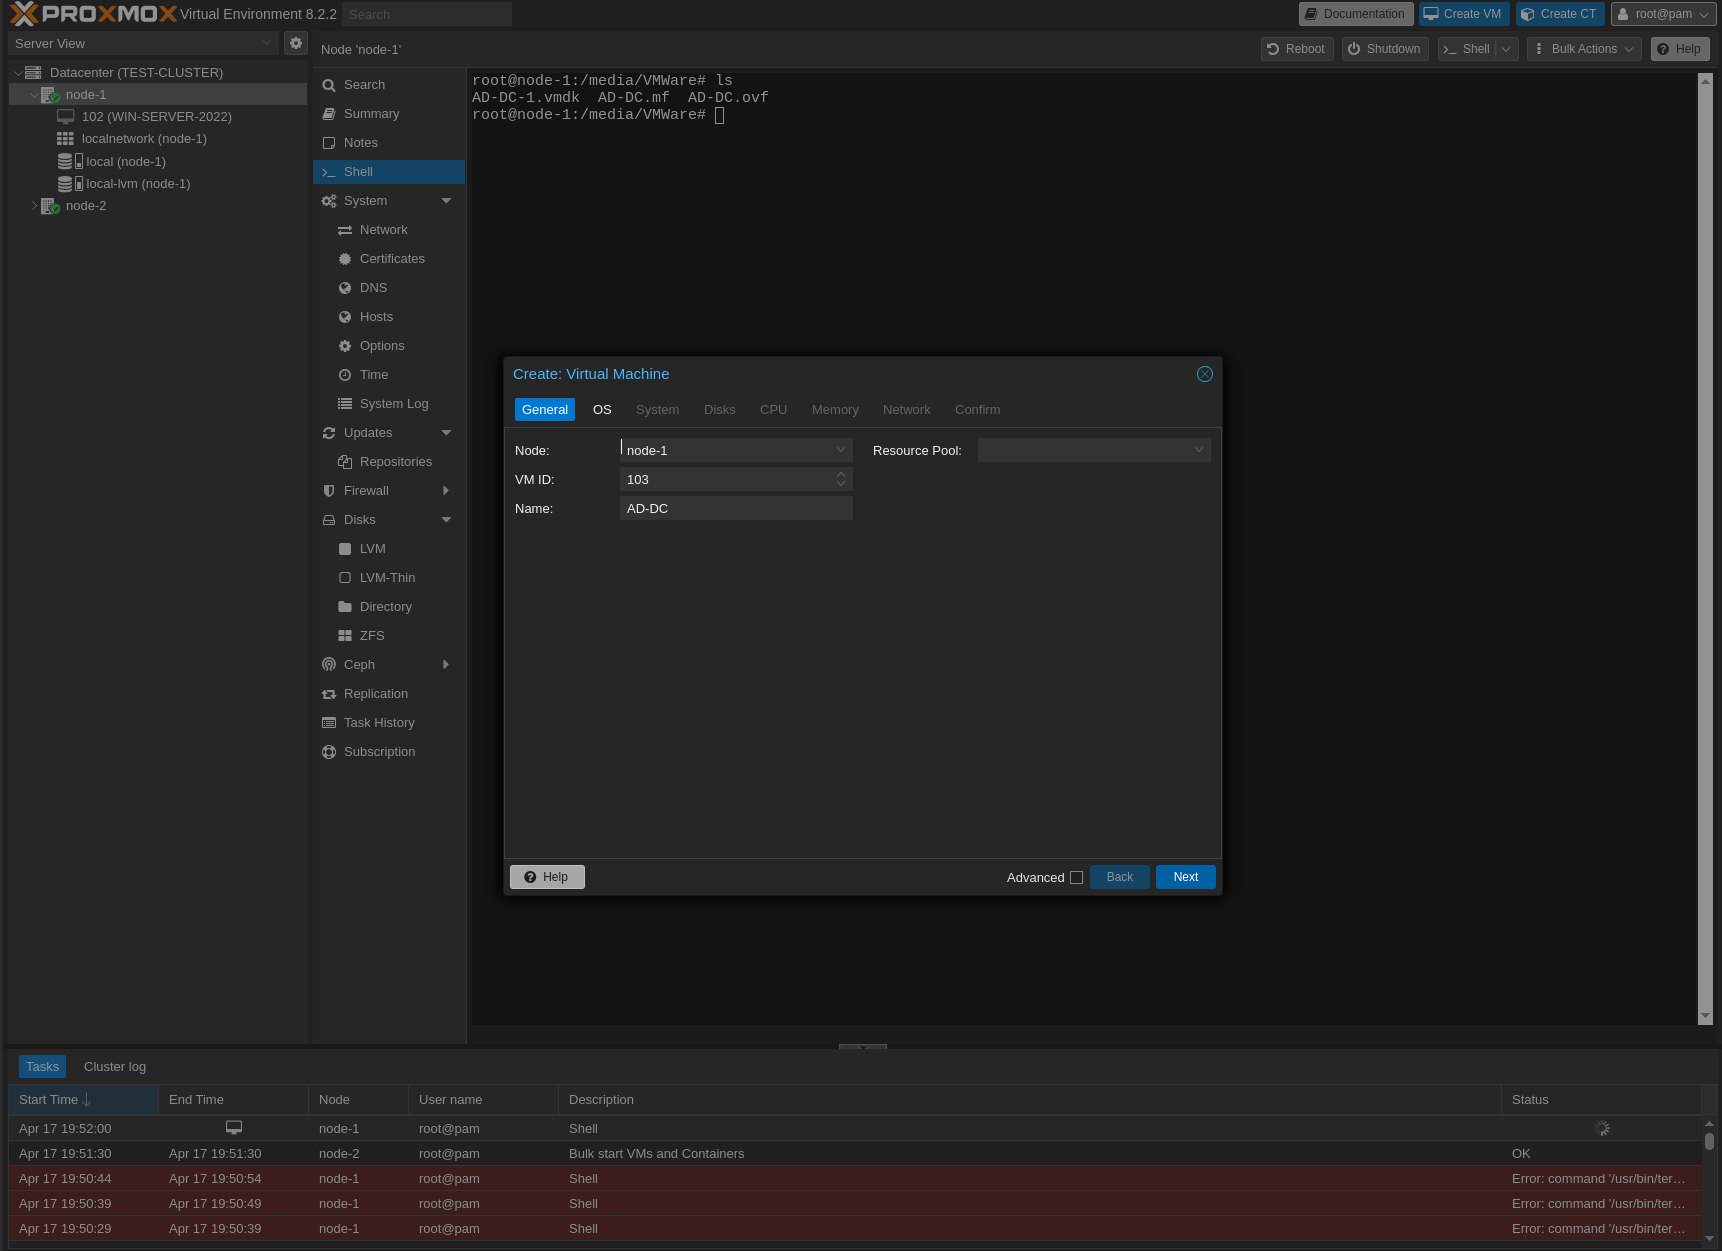 PROXMOX Virtual Environment 8.2.2 Search Documentation Create VM Create CT root@pam
Server View
Node 'node-1' Reboot Shutdown Shell Bulk Actions Help
Datacenter (TEST-CLUSTER)
node-1
102 (WIN-SERVER-2022)
localnetwork (node-1)
local (node-1)
local-lvm (node-1)
node-2
Search
Summary
Notes
Shell
System
Network
Certificates
DNS
Hosts
Options
Time
System Log
Updates
Repositories
Firewall
Disks
LVM
LVM-Thin
Directory
ZFS
Ceph
Replication
Task History
Subscription
root@node-1:/media/VMWare# ls
AD-DC-1.vmdk AD-DC.mf AD-DC.ovf
root@node-1:/media/VMWare#
Create: Virtual Machine
General OS System Disks CPU Memory Network Confirm
Node: node-1 Resource Pool:
VM ID: 103
Name: AD-DC
Help Advanced Back Next
Tasks Cluster log
Start Time End Time Node User name Description Status
Apr 17 19:52:00 node-1 root@pam Shell
Apr 17 19:51:30 Apr 17 19:51:30 node-2 root@pam Bulk start VMs and Containers OK
Apr 17 19:50:44 Apr 17 19:50:54 node-1 root@pam Shell Error: command '/usr/bin/ter...
Apr 17 19:50:39 Apr 17 19:50:49 node-1 root@pam Shell Error: command '/usr/bin/ter...
Apr 17 19:50:29 Apr 17 19:50:39 node-1 root@pam Shell Error: command '/usr/bin/ter...